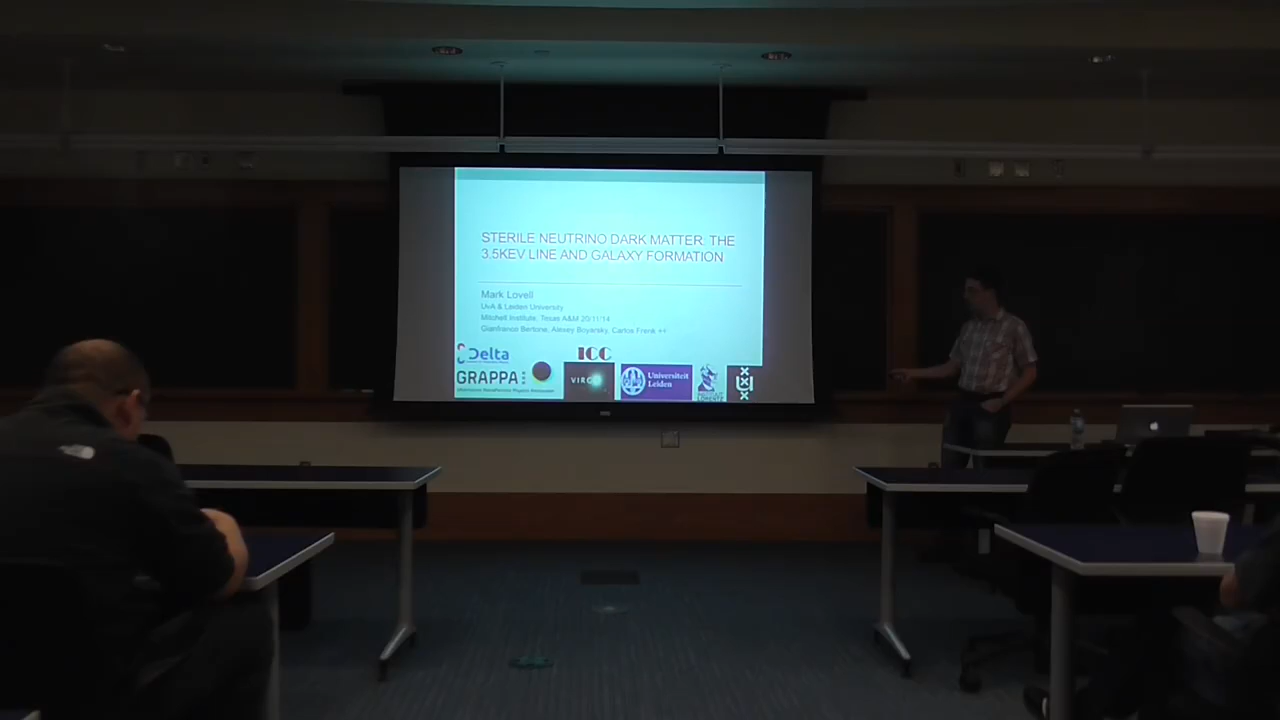 STERILE NEUTRINO DARK MATTER, THE
3.5KEV LINE AND GALAXY FORMATION
Mark Lovell
UvA & Leiden University
Mitchell Institute, Texas A&M 20/11/14
Gianfranco Bertone, Alexey Boyarsky, Carlos Frenk ++
Delta
ICC
GRAPPA
VIRGO
Universiteit
Leiden